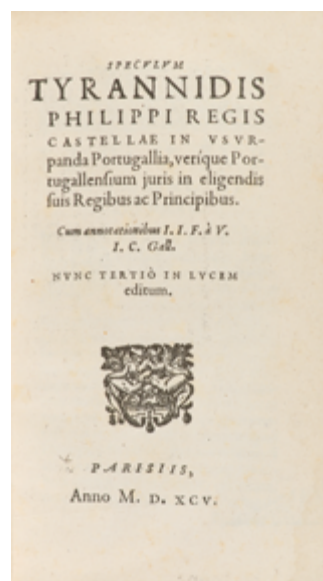 SPECVLVM
TYRANNIDIS
PHILIPPI REGIS
CASTELLAE IN VSVR-
panda Portugallia, verique Por-
tugallensium juris in eligendis
suis Regibus ac Principibus.
Cum annotationibus I. I. F. à V.
I. C. Gall.
NVNC TERTIÒ IN LVCEM
editum.
PARISIIS,
Anno M. D. XCV.